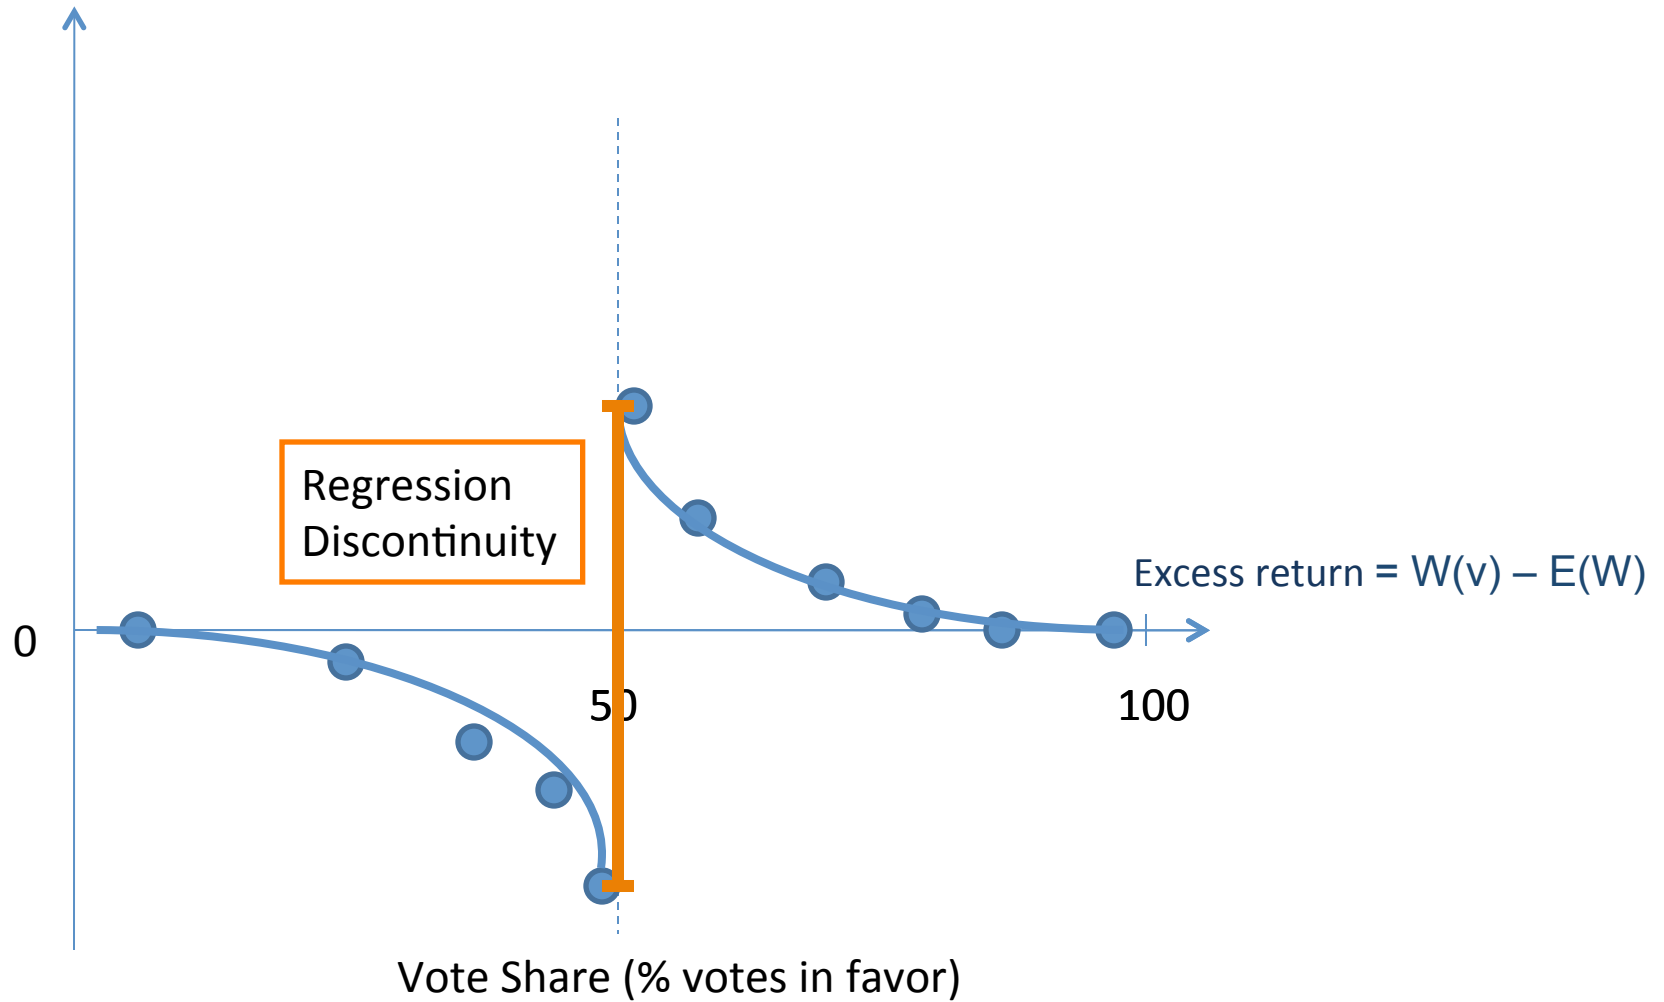 Regression
Discontinuity
Excess return = W(v) – E(W)
0
50
100
Vote Share (% votes in favor)